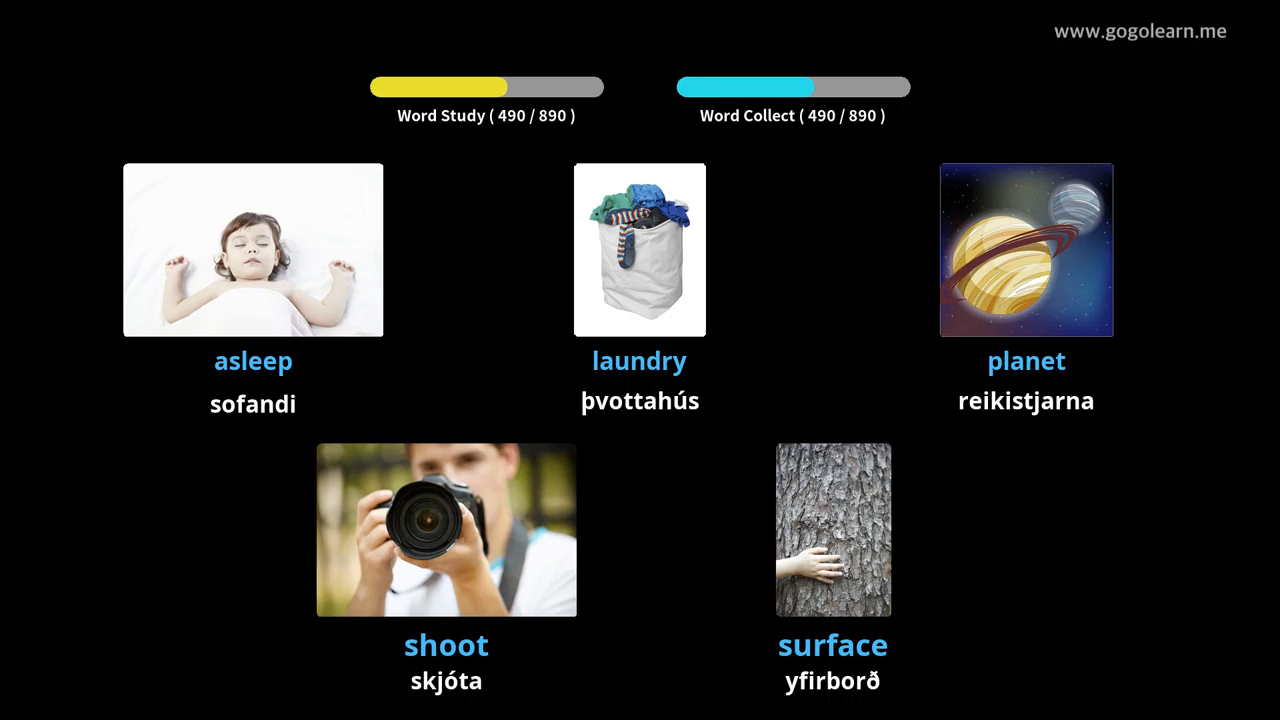 www.gogolearn.me
Word Study ( 490 / 890 )
Word Collect ( 490 / 890 )
asleep
sofandi
laundry
þvottahús
planet
reikistjarna
shoot
skjóta
surface
yfirborð